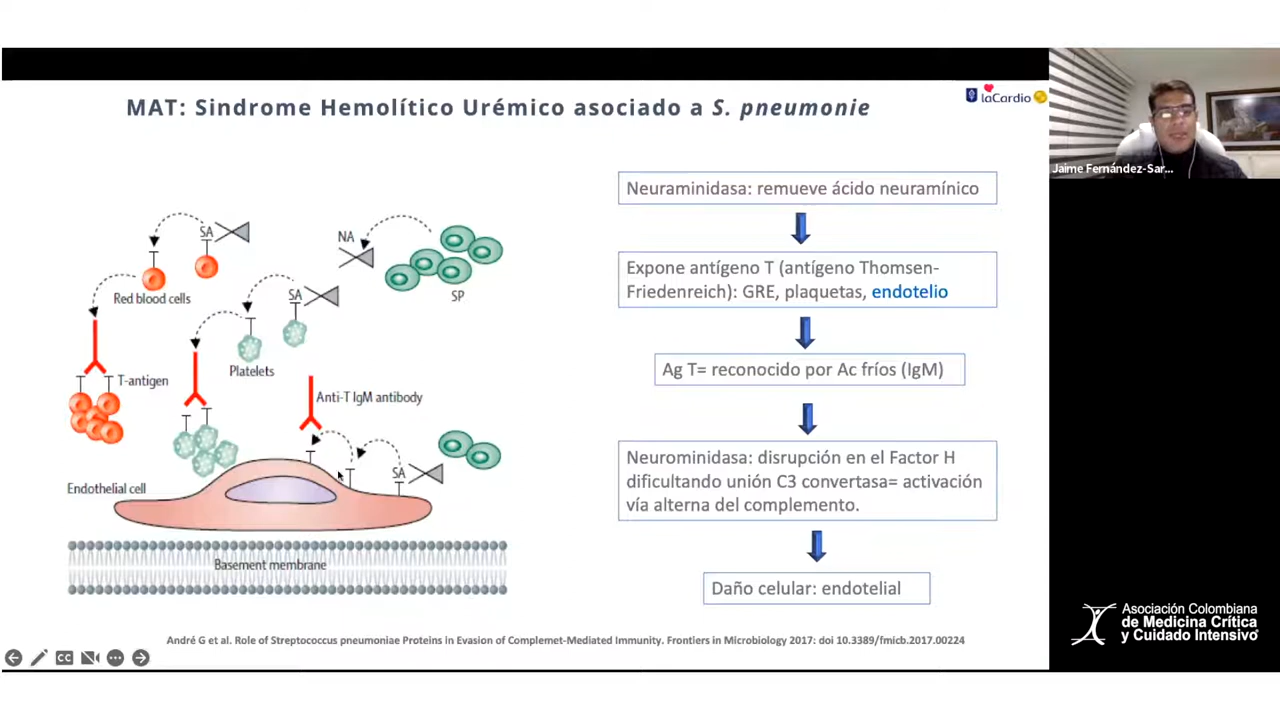 MAT: Sindrome Hemolítico Urémico asociado a S. pneumonie
laCardio
Jaime Fernández-Sar...
SA
Red blood cells
NA
SP
SA
Platelets
T-antigen
Anti-T IgM antibody
SA
Endothelial cell
Basement membrane
Neuraminidasa: remueve ácido neuramínico
Expone antígeno T (antígeno Thomsen-
Friedenreich): GRE, plaquetas, endotelio
Ag T= reconocido por Ac fríos (IgM)
Neurominidasa: disrupción en el Factor H
dificultando unión C3 convertasa= activación
vía alterna del complemento.
Daño celular: endotelial
André G et al. Role of Streptococcus pneumoniae Proteins in Evasion of Complemet-Mediated Immunity. Frontiers in Microbiology 2017: doi 10.3389/fmicb.2017.00224
CC
Asociación Colombiana
de Medicina Crítica
y Cuidado Intensivo